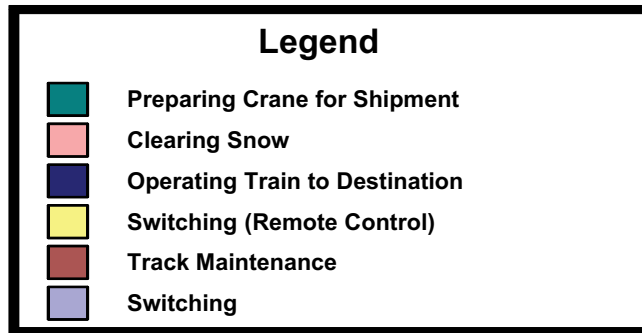 Legend
Preparing Crane for Shipment
Clearing Snow
Operating Train to Destination
Switching (Remote Control)
Track Maintenance
Switching